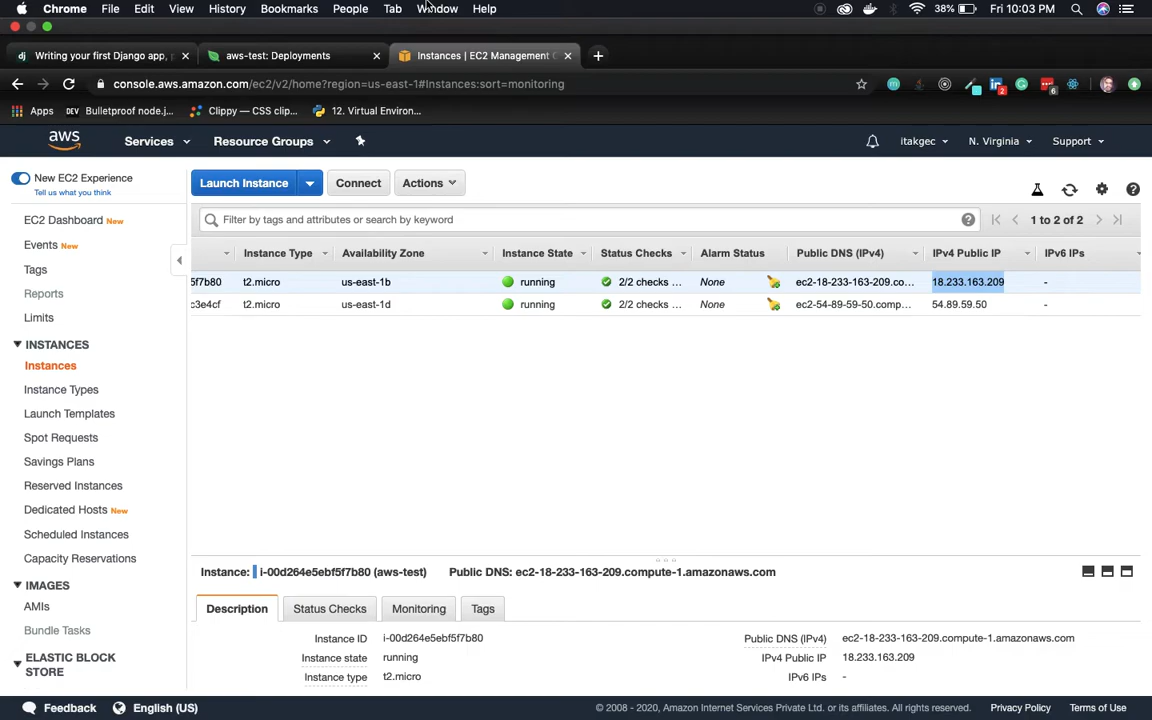 Chrome File Edit View History Bookmarks People Tab Window Help 38% Fri 10:03 PM
Writing your first Django app, p aws-test: Deployments Instances | EC2 Management C
console.aws.amazon.com/ec2/v2/home?region=us-east-1#Instances:sort=monitoring 2 6
Apps DEV Bulletproof node.j... Clippy — CSS clip... 12. Virtual Environ...
aws Services Resource Groups itakgec N. Virginia Support
New EC2 Experience
Tell us what you think
Launch Instance Connect Actions
EC2 Dashboard New
Events New
Tags
Reports
Limits
INSTANCES
Instances
Instance Types
Launch Templates
Spot Requests
Savings Plans
Reserved Instances
Dedicated Hosts New
Scheduled Instances
Capacity Reservations
IMAGES
AMIs
Bundle Tasks
ELASTIC BLOCK
STORE
Filter by tags and attributes or search by keyword 1 to 2 of 2
Instance Type Availability Zone Instance State Status Checks Alarm Status Public DNS (IPv4) IPv4 Public IP IPv6 IPs
5f7b80 t2.micro us-east-1b running 2/2 checks ... None ec2-18-233-163-209.co... 18.233.163.209 -
c3e4cf t2.micro us-east-1d running 2/2 checks ... None ec2-54-89-59-50.comp... 54.89.59.50 -
Instance: i-00d264e5ebf5f7b80 (aws-test) Public DNS: ec2-18-233-163-209.compute-1.amazonaws.com
Description Status Checks Monitoring Tags
Instance ID i-00d264e5ebf5f7b80 Public DNS (IPv4) ec2-18-233-163-209.compute-1.amazonaws.com
Instance state running IPv4 Public IP 18.233.163.209
Instance type t2.micro IPv6 IPs -
Feedback English (US) © 2008 - 2020, Amazon Internet Services Private Ltd. or its affiliates. All rights reserved. Privacy Policy Terms of Use